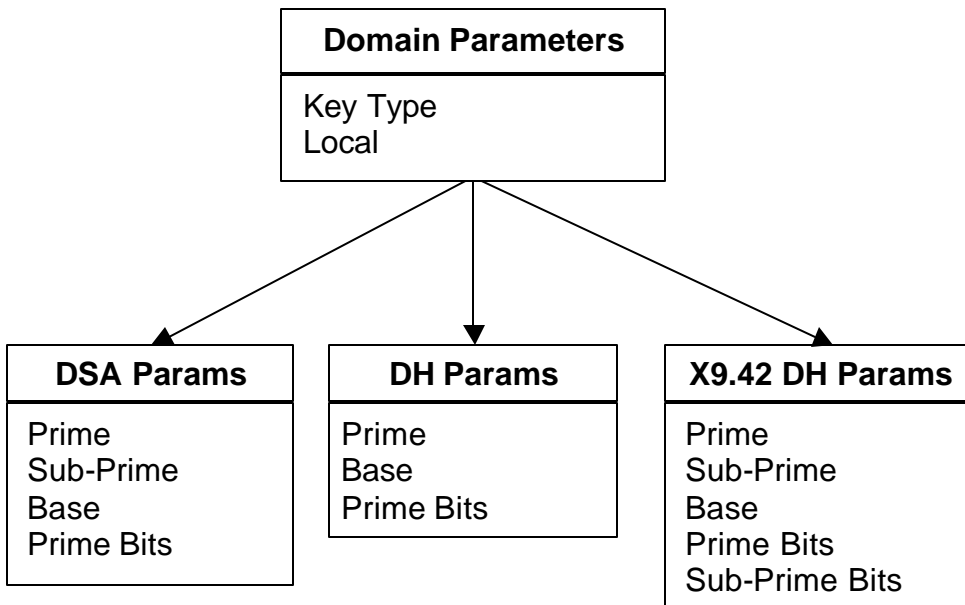 Domain Parameters
Key Type
Local
DSA Params
Prime
Sub-Prime
Base
Prime Bits
DH Params
Prime
Base
Prime Bits
X9.42 DH Params
Prime
Sub-Prime
Base
Prime Bits
Sub-Prime Bits